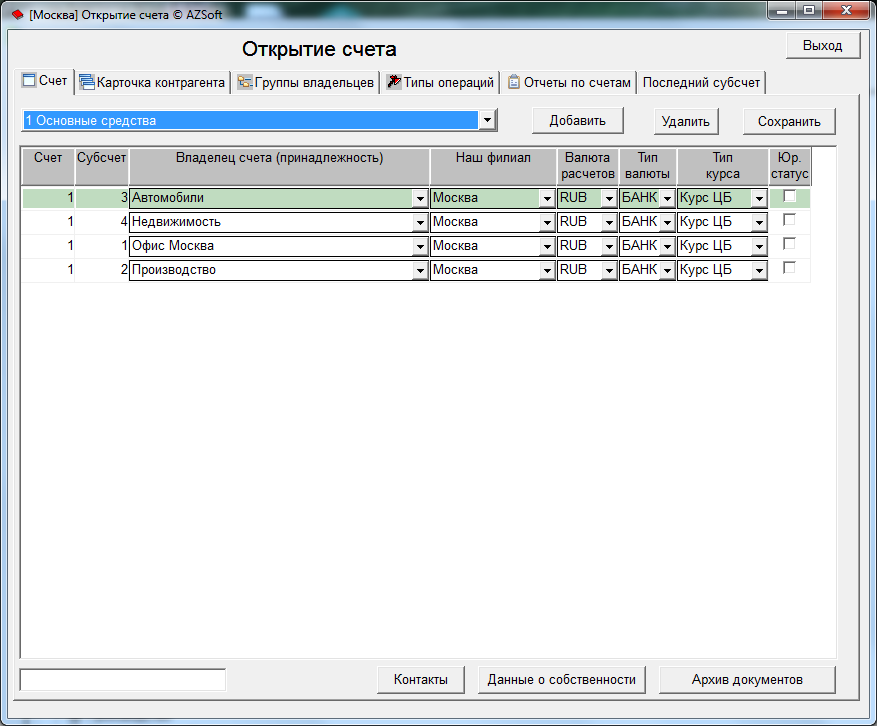 [Москва] Открытие счета © AZSoft
Открытие счета
Выход
Счет Карточка контрагента Группы владельцев Типы операций Отчеты по счетам Последний субсчет
1 Основные средства Добавить Удалить Сохранить
Счет Субсчет Владелец счета (принадлежность) Наш филиал Валюта расчетов Тип валюты Тип курса Юр. статус
1 3 Автомобили Москва RUB БАНК Курс ЦБ
1 4 Недвижимость Москва RUB БАНК Курс ЦБ
1 1 Офис Москва Москва RUB БАНК Курс ЦБ
1 2 Производство Москва RUB БАНК Курс ЦБ
Контакты Данные о собственности Архив документов